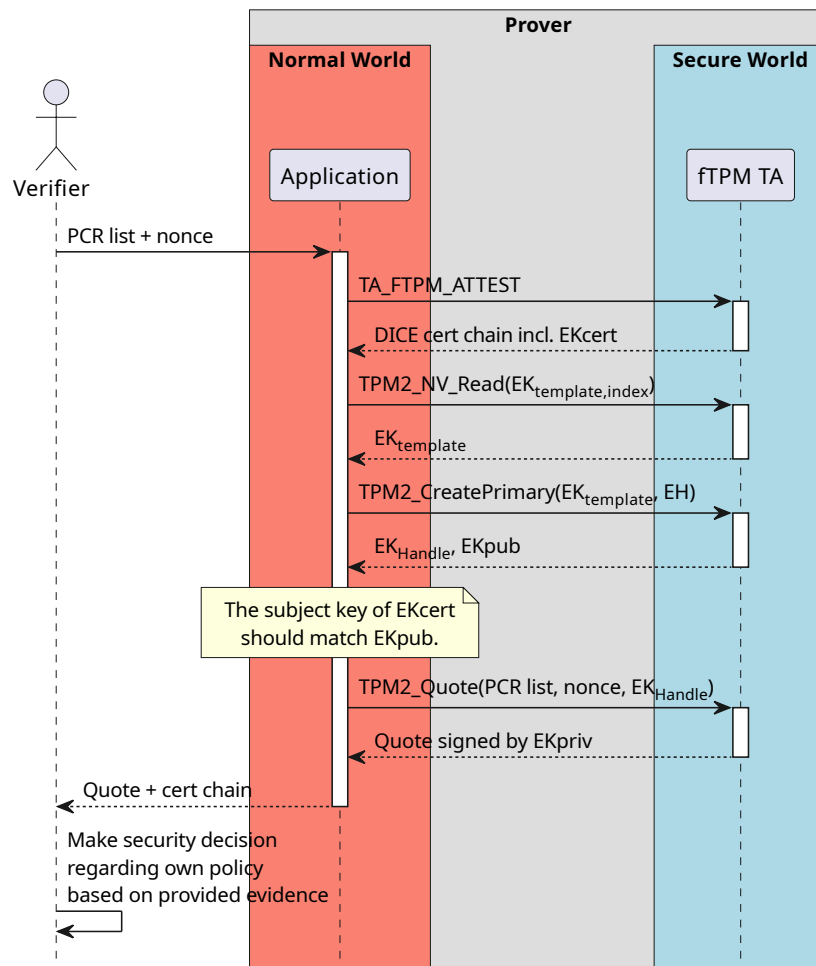 Prover
Normal World
Secure World
Verifier
Application
fTPM TA
PCR list + nonce
TA_FTPM_ATTEST
DICE cert chain incl. EKcert
TPM2_NV_Read(EKtemplate,index)
EKtemplate
TPM2_CreatePrimary(EKtemplate, EH)
EKHandle, EKpub
The subject key of EKcert
should match EKpub.
TPM2_Quote(PCR list, nonce, EKHandle)
Quote signed by EKpriv
Quote + cert chain
Make security decision
regarding own policy
based on provided evidence